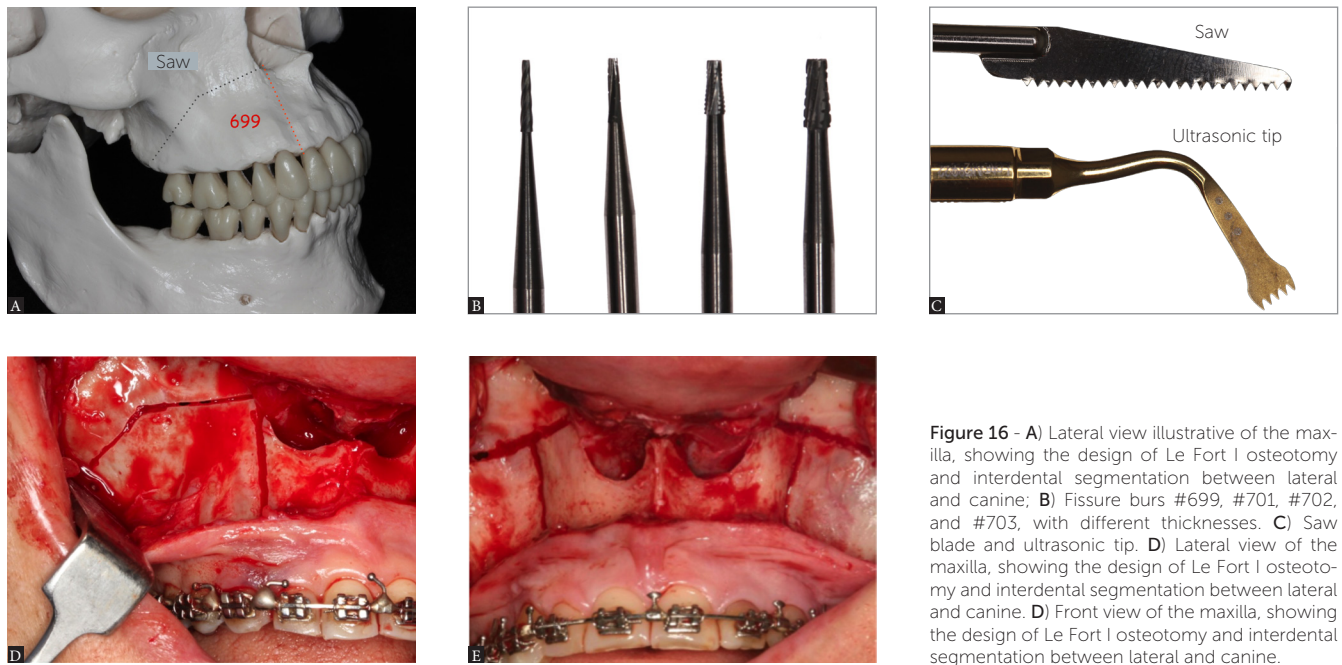 Saw
699
A
B
Saw
Ultrasonic tip
C
D
E
Figure 16 - A) Lateral view illustrative of the max-
illa, showing the design of Le Fort I osteotomy
and interdental segmentation between lateral
and canine; B) Fissure burs #699, #701, #702,
and #703, with different thicknesses. C) Saw
blade and ultrasonic tip. D) Lateral view of the
maxilla, showing the design of Le Fort I osteoto-
my and interdental segmentation between lateral
and canine. D) Front view of the maxilla, showing
the design of Le Fort I osteotomy and interdental
segmentation between lateral and canine.